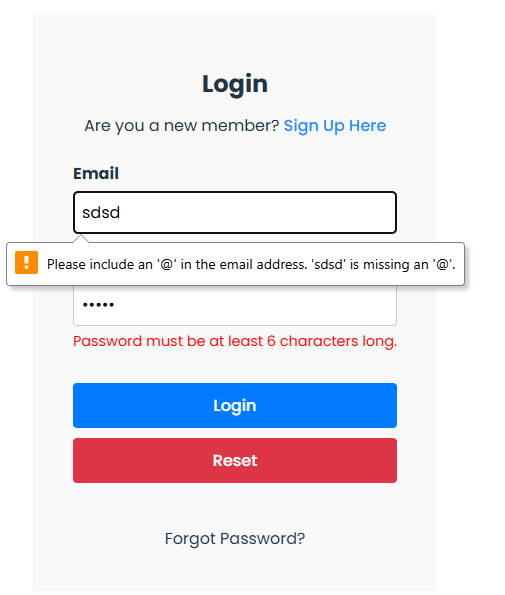 Login
Are you a new member? Sign Up Here
Email
sdsd
Please include an '@' in the email address. 'sdsd' is missing an '@'.
•••••
Password must be at least 6 characters long.
Login
Reset
Forgot Password?